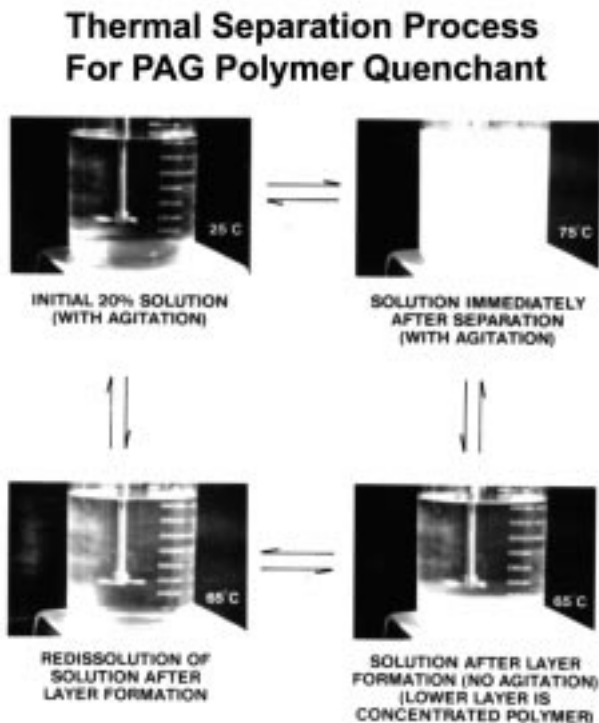 Thermal Separation Process
For PAG Polymer Quenchant
25°C
75°C
INITIAL 20% SOLUTION
(WITH AGITATION)
SOLUTION IMMEDIATELY
AFTER SEPARATION
(WITH AGITATION)
65°C
65°C
REDISSOLUTION OF
SOLUTION AFTER
LAYER FORMATION
SOLUTION AFTER LAYER
FORMATION (NO AGITATION)
(LOWER LAYER IS
CONCENTRATED POLYMER)